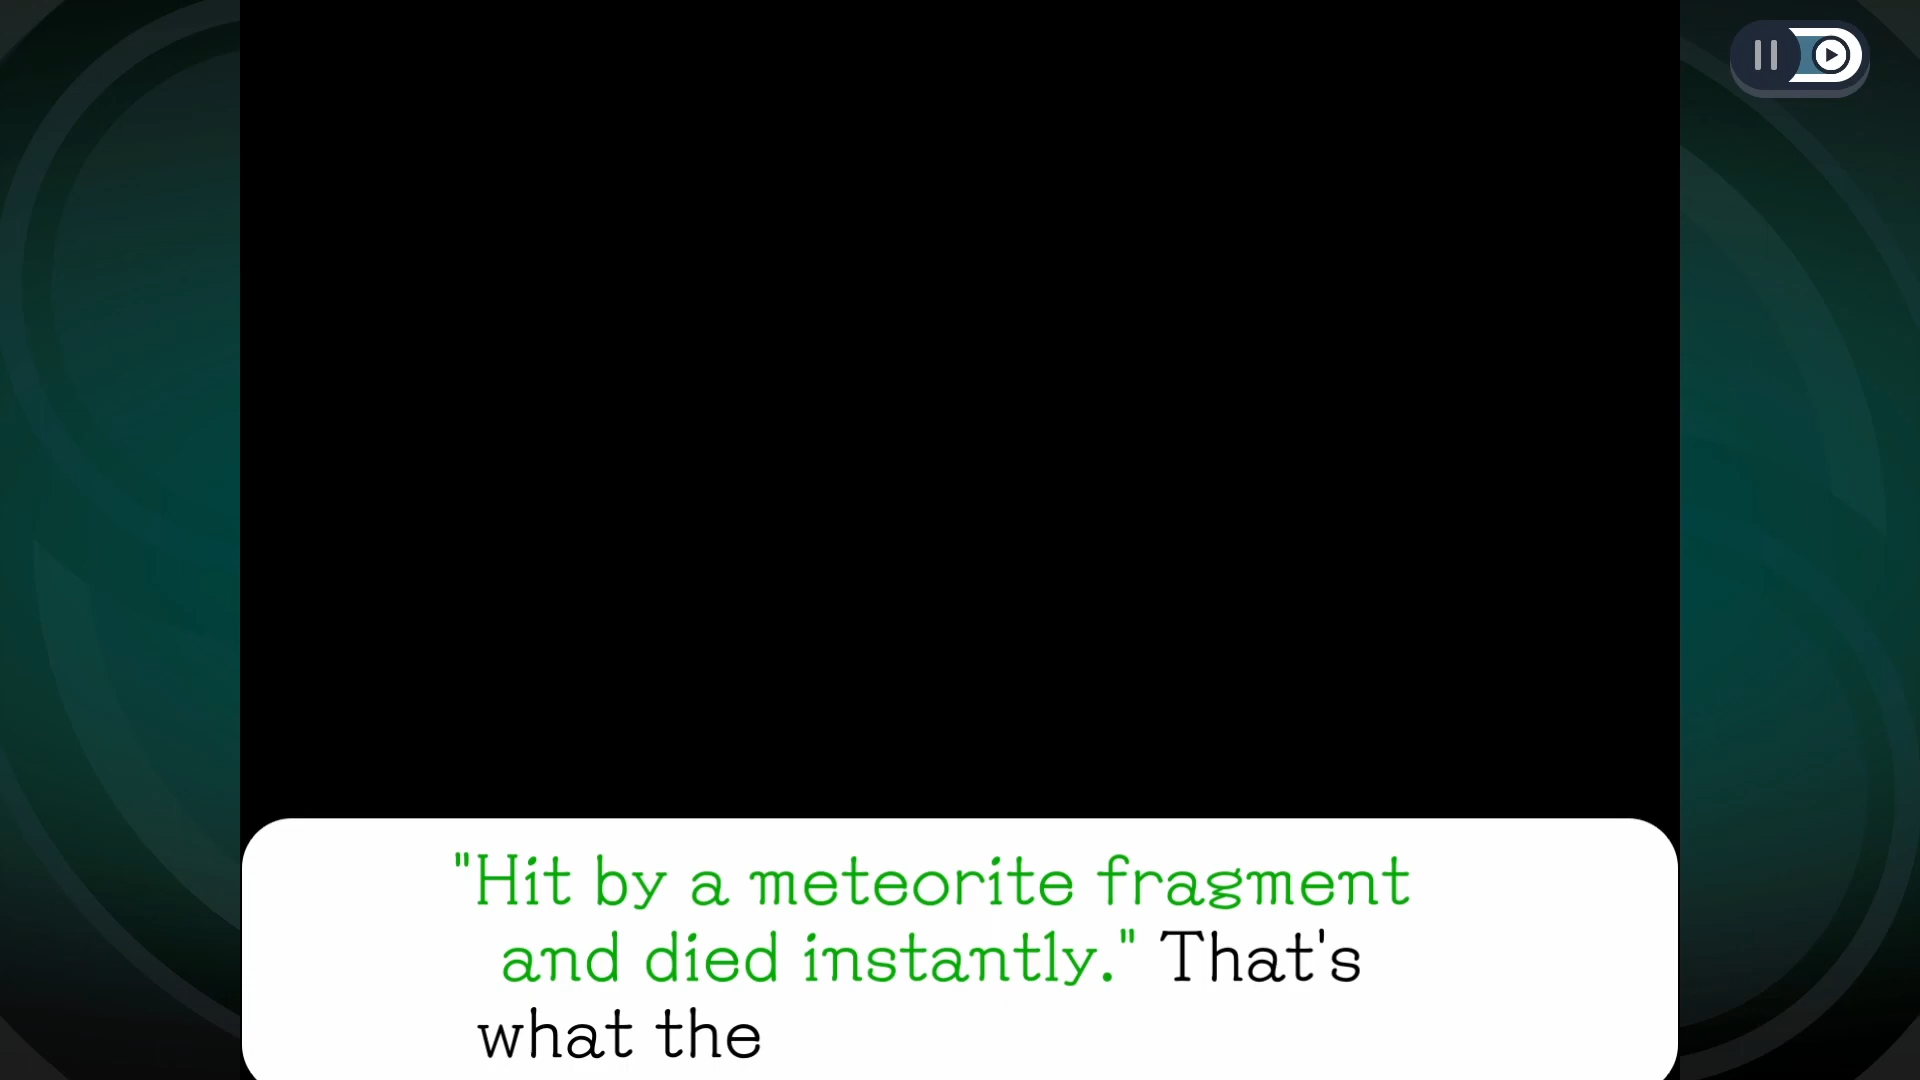 "Hit by a meteorite fragment
and died instantly." That's
what the